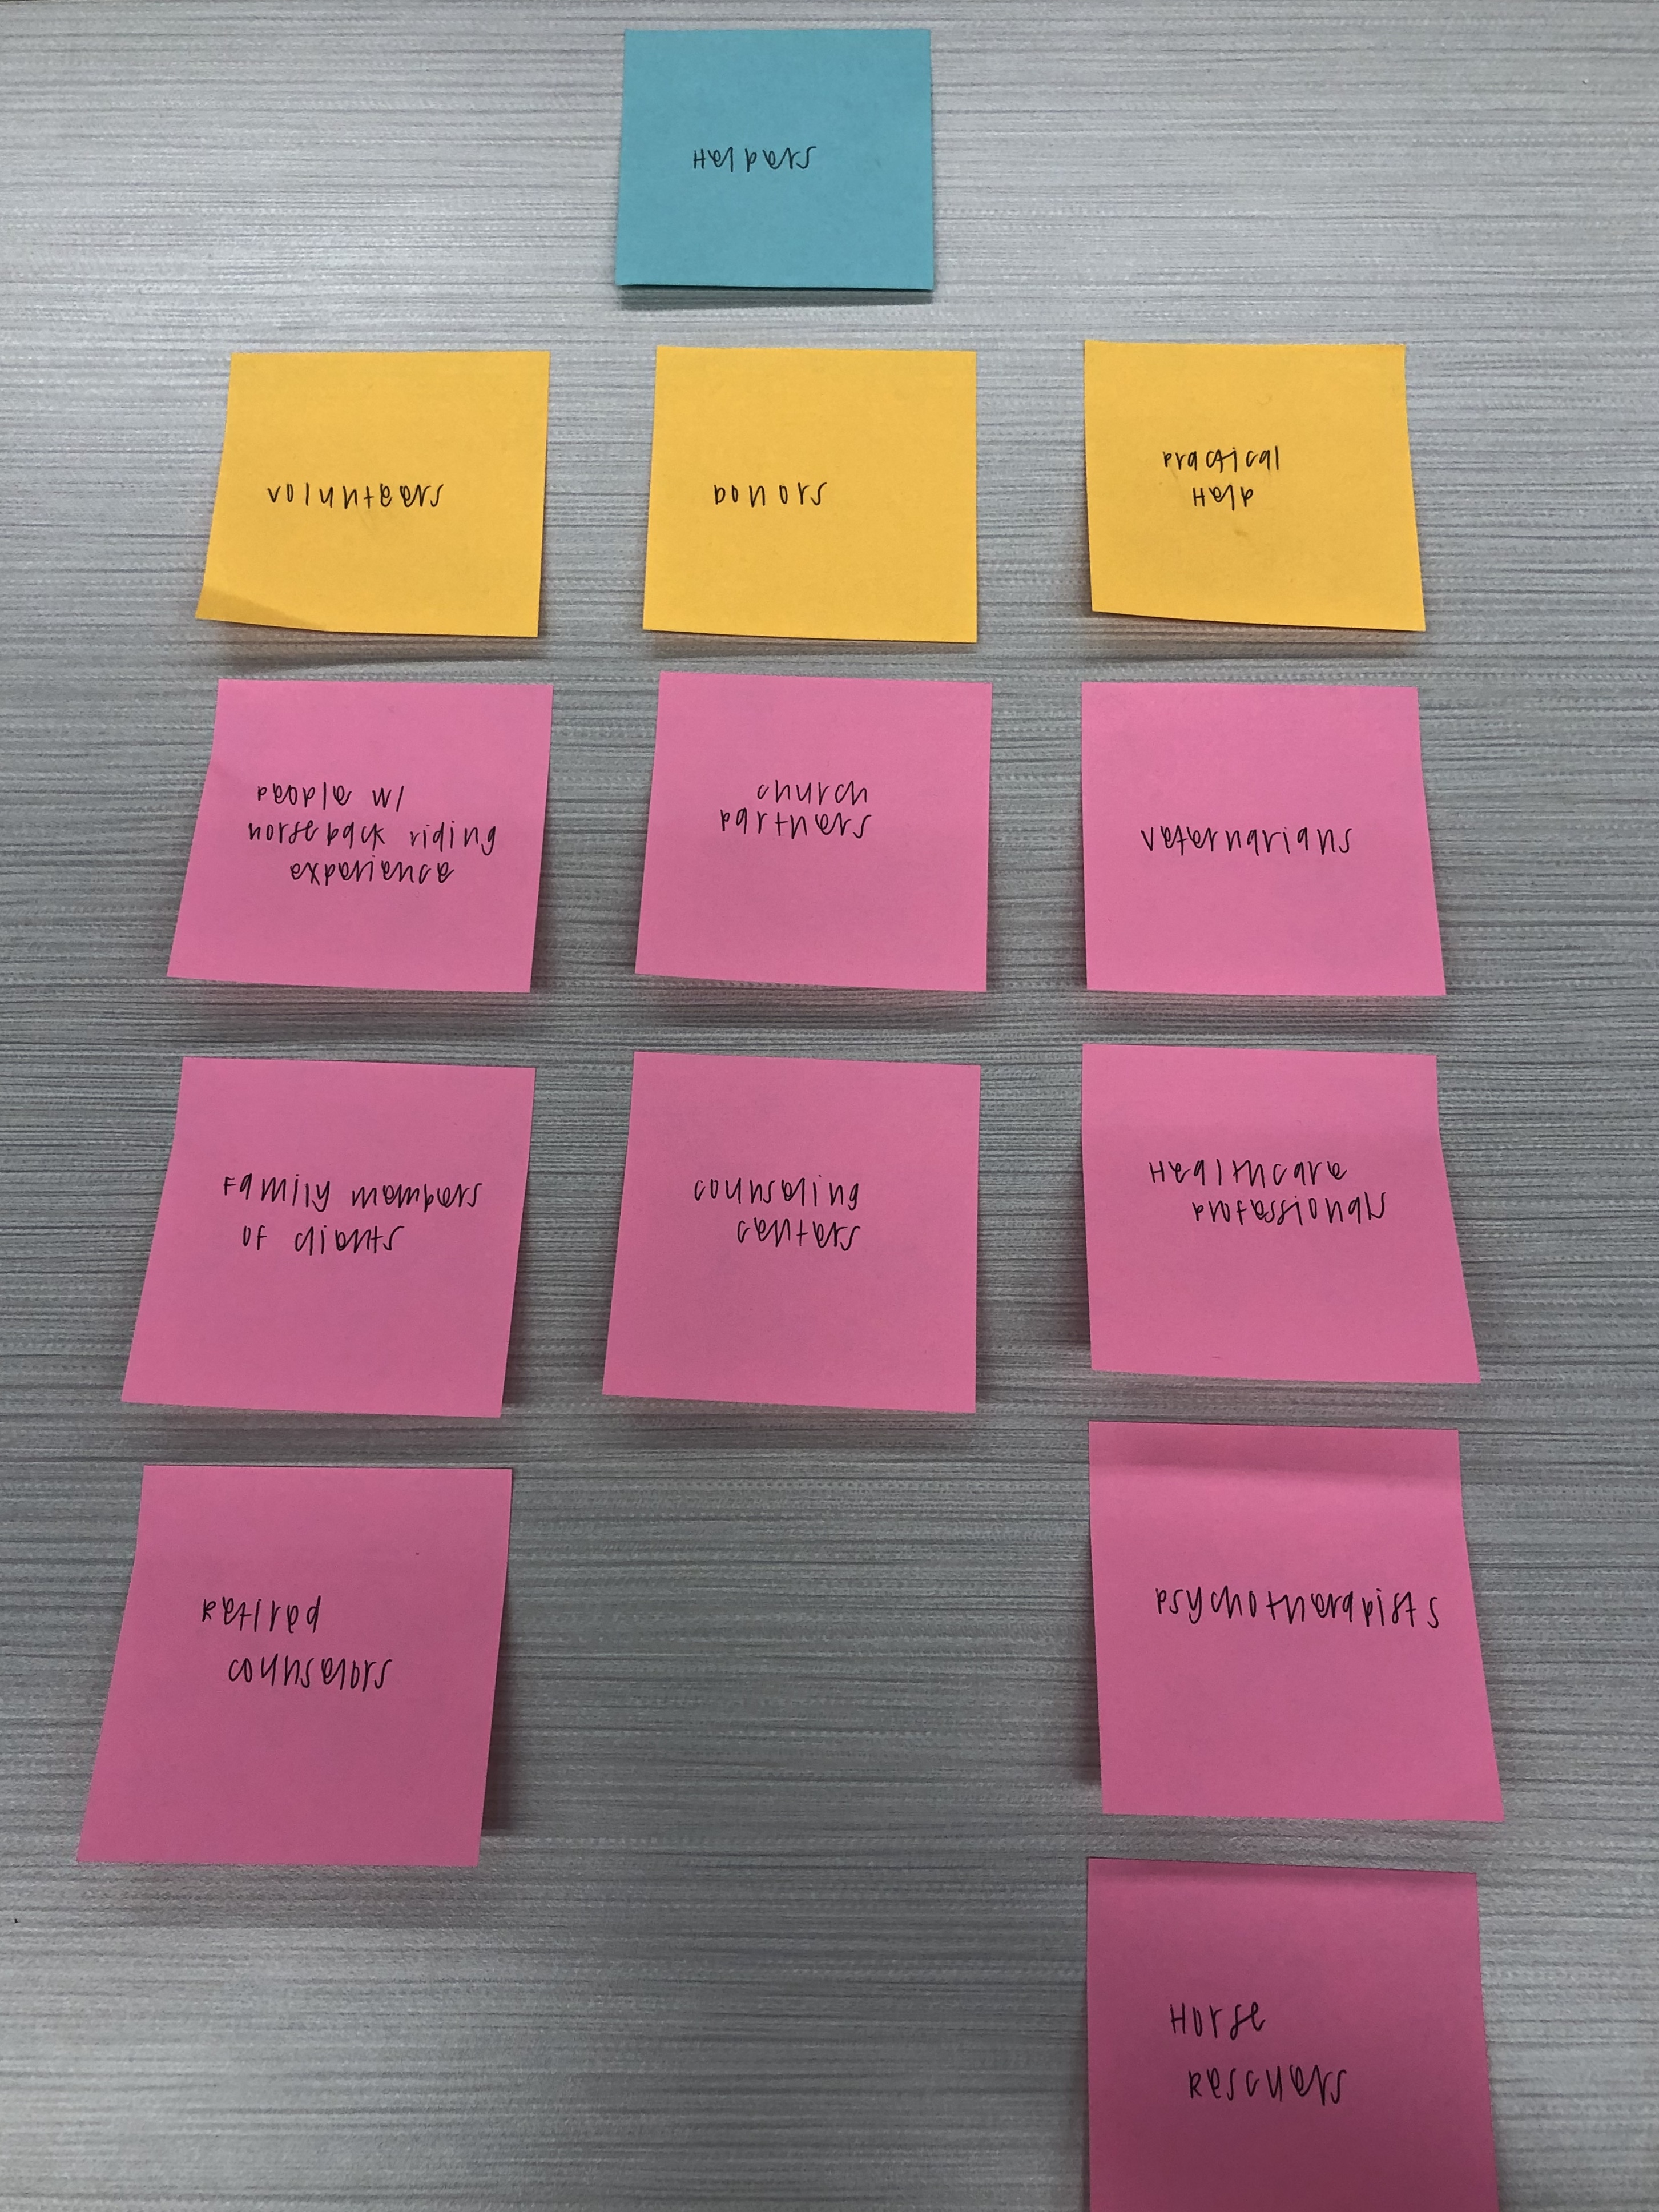 Helpers
Volunteers
Donors
Practical
Help
People w/
horseback riding
experience
church
partners
Veternarians
Family members
of clients
counseling
centers
Healthcare
professionals
Retired
counselors
Psychotherapists
Horse
Rescuers